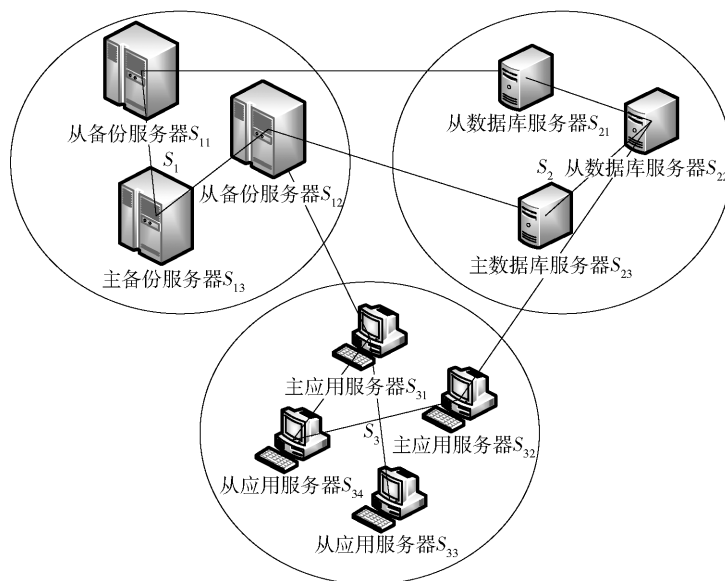 从备份服务器S11
S1
从备份服务器S12
主备份服务器S13
从数据库服务器S21
S2
从数据库服务器S22
主数据库服务器S23
主应用服务器S31
S3
主应用服务器S32
从应用服务器S34
从应用服务器S33